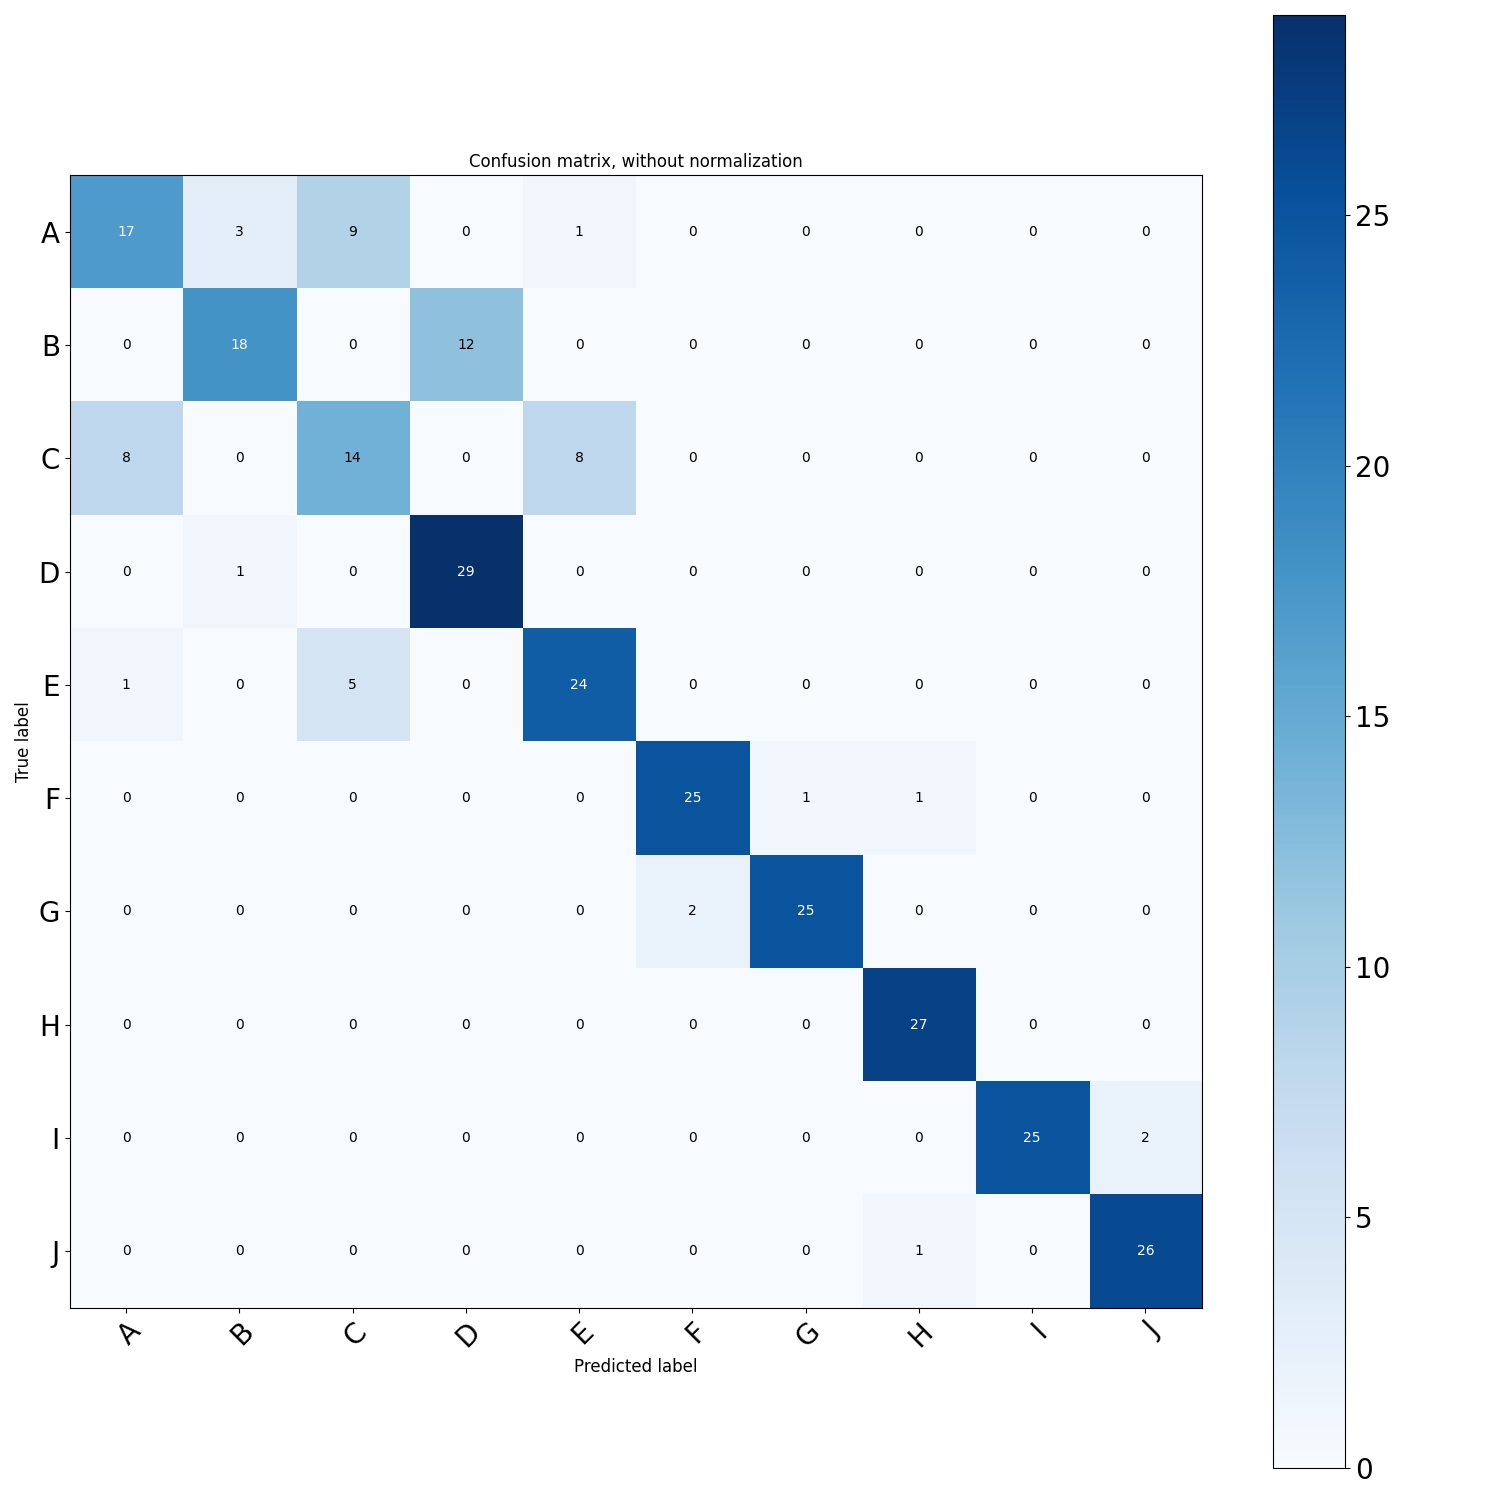 Confusion matrix, without normalization
A 17 3 9 0 1 0 0 0 0 0
B 0 18 0 12 0 0 0 0 0 0
C 8 0 14 0 8 0 0 0 0 0
D 0 1 0 29 0 0 0 0 0 0
E 1 0 5 0 24 0 0 0 0 0
F 0 0 0 0 0 25 1 1 0 0
G 0 0 0 0 0 2 25 0 0 0
H 0 0 0 0 0 0 0 27 0 0
I 0 0 0 0 0 0 0 0 25 2
J 0 0 0 0 0 0 0 1 0 26
A B C D E F G H I J
True label
Predicted label
25
20
15
10
5
0